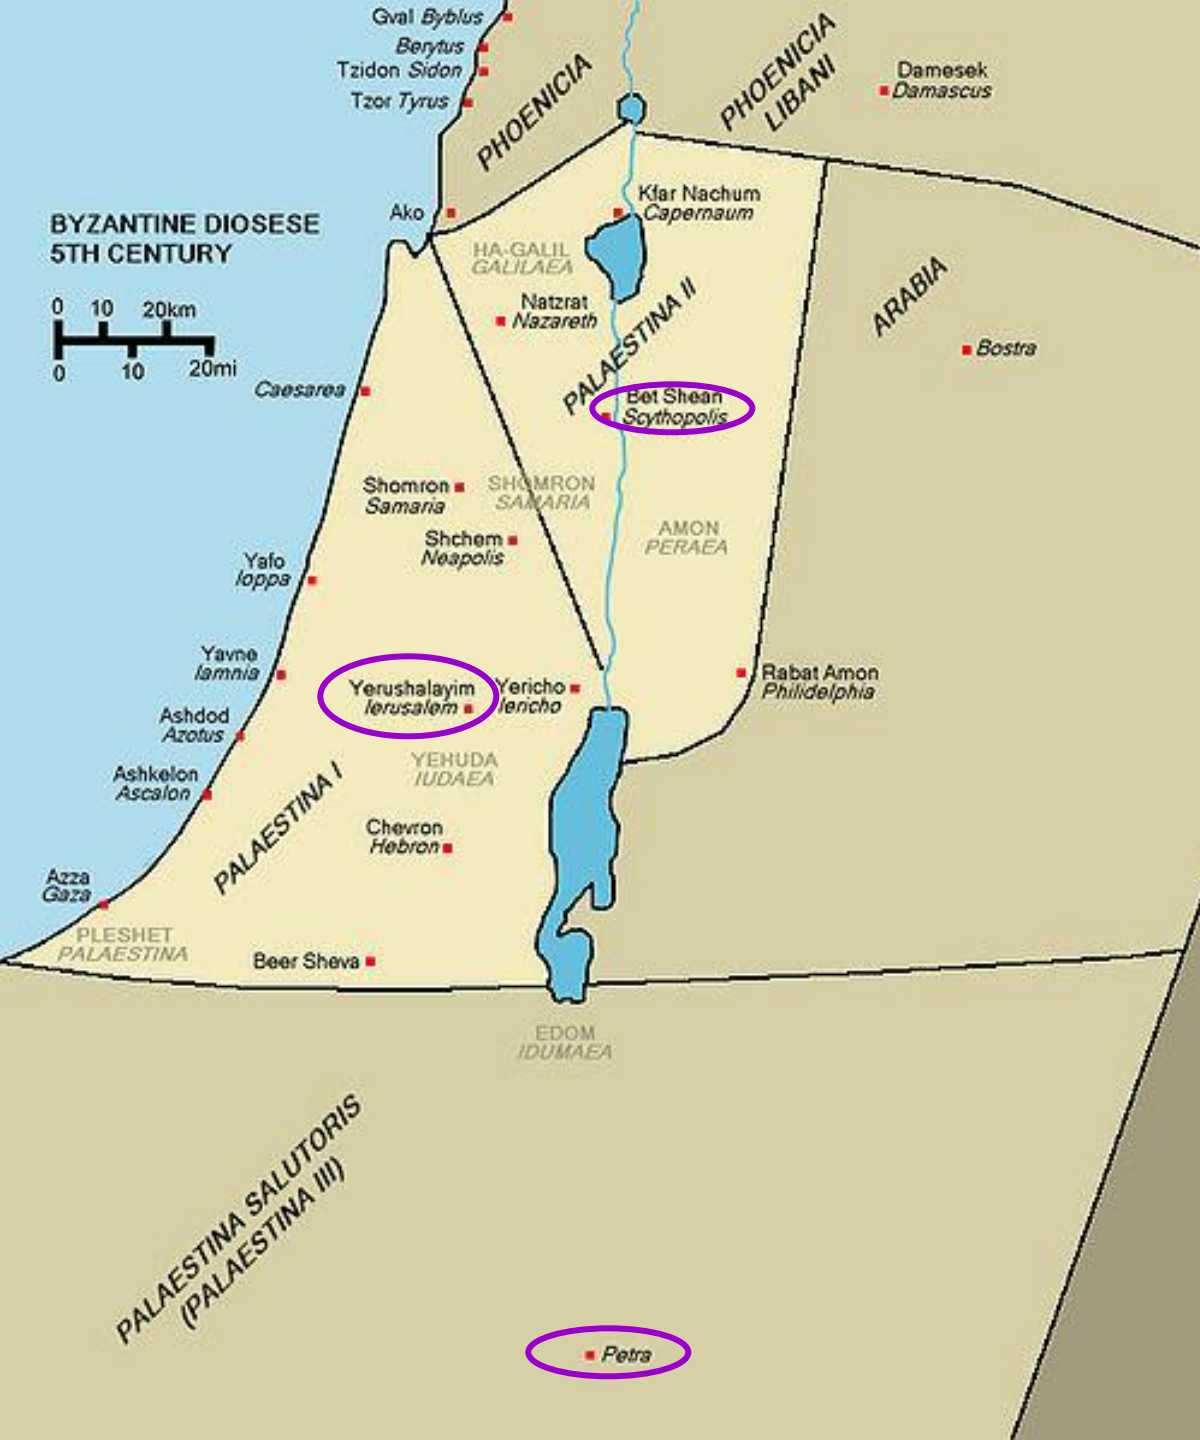 Gval Byblus
Berytus
Tzidon Sidon
Tzor Tyrus
PHOENICIA
PHOENICIA
LIBANI
Damesek
Damascus
Ako
Kfar Nachum
Capernaum
BYZANTINE DIOSESE
5TH CENTURY
HA-GALIL
GALILAEA
0 10 20km
0 10 20mi
Natzrat
Nazareth
PALAESTINA II
ARABIA
Bostra
Caesarea
Bet Shean
Scythopolis
Shomron
Samaria
SHOMRON
SAMARIA
Shchem
Neapolis
AMON
PERAEA
Yafo
Ioppa
Yavne
Iamnia
Yerushalayim
Ierusalem
Yericho
Iericho
Rabat Amon
Philidelphia
Ashdod
Azotus
YEHUDA
IUDAEA
Ashkelon
Ascalon
PALAESTINA I
Chevron
Hebron
Azza
Gaza
PLESHET
PALAESTINA
Beer Sheva
EDOM
IDUMAEA
PALAESTINA SALUTORIS
(PALAESTINA III)
Petra